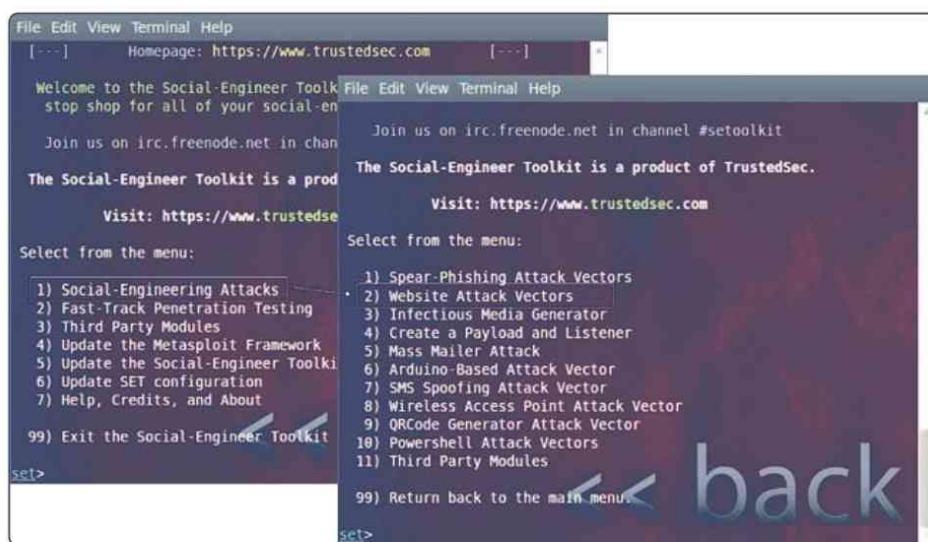 File Edit View Terminal Help
[---] Homepage: https://www.trustedsec.com [---]
Welcome to the Social-Engineer Toolk
stop shop for all of your social-en
Join us on irc.freenode.net in chan
The Social-Engineer Toolkit is a prod
Visit: https://www.trustedse
Select from the menu:
1) Social-Engineering Attacks
2) Fast-Track Penetration Testing
3) Third Party Modules
4) Update the Metasploit Framework
5) Update the Social-Engineer Toolki
6) Update SET configuration
7) Help, Credits, and About
99) Exit the Social-Engineer Toolkit
<<
set>
File Edit View Terminal Help
Join us on irc.freenode.net in channel #setoolkit
The Social-Engineer Toolkit is a product of TrustedSec.
Visit: https://www.trustedsec.com
Select from the menu:
1) Spear-Phishing Attack Vectors
2) Website Attack Vectors
3) Infectious Media Generator
4) Create a Payload and Listener
5) Mass Mailer Attack
6) Arduino-Based Attack Vector
7) SMS Spoofing Attack Vector
8) Wireless Access Point Attack Vector
9) QRCode Generator Attack Vector
10) Powershell Attack Vectors
11) Third Party Modules
99) Return back to the main menu.
<< back
set>